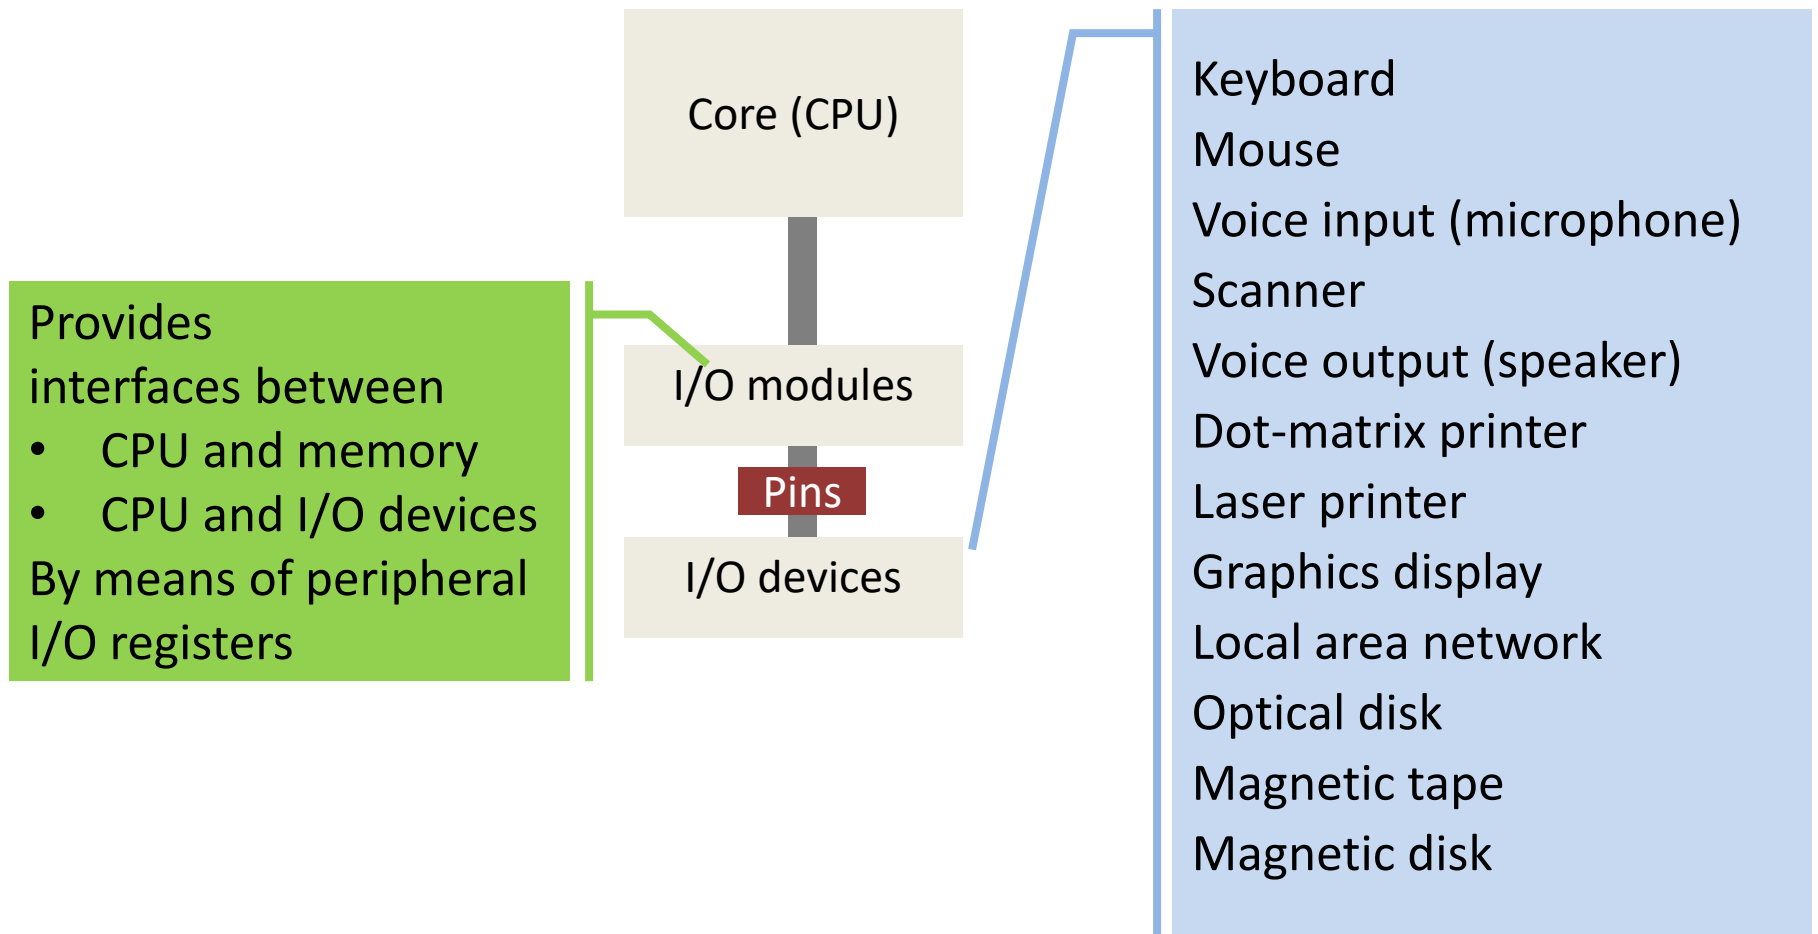 Core (CPU)
I/O modules
Pins
I/O devices
Provides
interfaces between
• CPU and memory
• CPU and I/O devices
By means of peripheral
I/O registers
Keyboard
Mouse
Voice input (microphone)
Scanner
Voice output (speaker)
Dot-matrix printer
Laser printer
Graphics display
Local area network
Optical disk
Magnetic tape
Magnetic disk